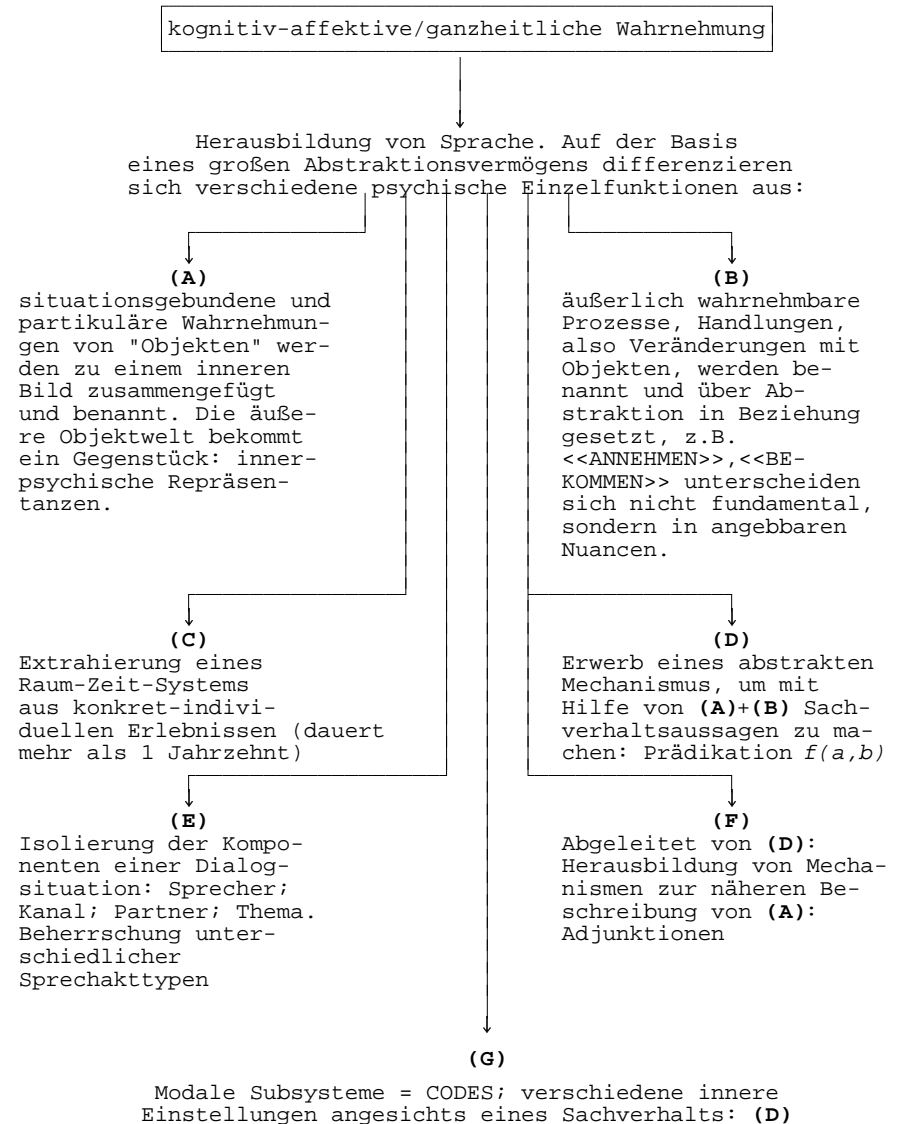 kognitiv-affektive/ganzheitliche Wahrnehmung
Herausbildung von Sprache. Auf der Basis
eines großen Abstraktionsvermögens differenzieren
sich verschiedene psychische Einzelfunktionen aus:
(A)
situationsgebundene und
partikuläre Wahrnehmun-
gen von "Objekten" wer-
den zu einem inneren
Bild zusammengefügt
und benannt. Die äuße-
re Objektwelt bekommt
ein Gegenstück: inner-
psychische Repräsen-
tanzen.
(B)
äußerlich wahrnehmbare
Prozesse, Handlungen,
also Veränderungen mit
Objekten, werden be-
nannt und über Ab-
straktion in Beziehung
gesetzt, z.B.
<<ANNEHMEN>>,<<BE-
KOMMEN>> unterscheiden
sich nicht fundamental,
sondern in angebbaren
Nuancen.
(C)
Extrahierung eines
Raum-Zeit-Systems
aus konkret-indivi-
duellen Erlebnissen (dauert
mehr als 1 Jahrzehnt)
(D)
Erwerb eines abstrakten
Mechanismus, um mit
Hilfe von (A)+(B) Sach-
verhaltsaussagen zu ma-
chen: Prädikation f(a,b)
(E)
Isolierung der Kompo-
nenten einer Dialog-
situation: Sprecher;
Kanal; Partner; Thema.
Beherrschung unter-
schiedlicher
Sprechakttypen
(F)
Abgeleitet von (D):
Herausbildung von Mecha-
nismen zur näheren Be-
schreibung von (A):
Adjunktionen
(G)
Modale Subsysteme = CODES; verschiedene innere
Einstellungen angesichts eines Sachverhalts: (D)